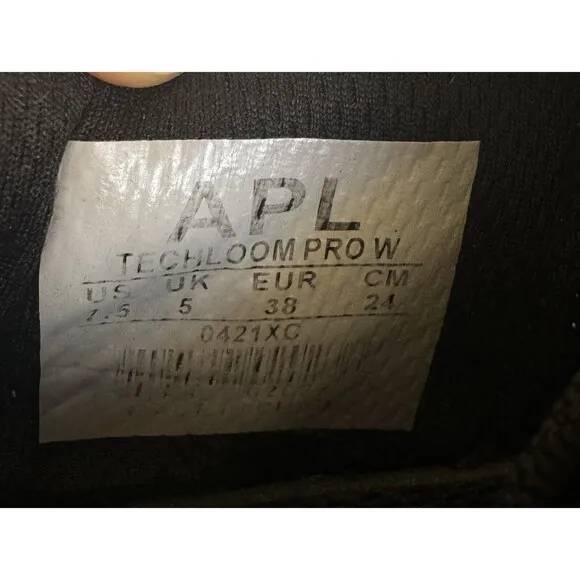 APL
TECHLOOM PRO W
US UK EUR CM
7.5 5 38 24
0421XC